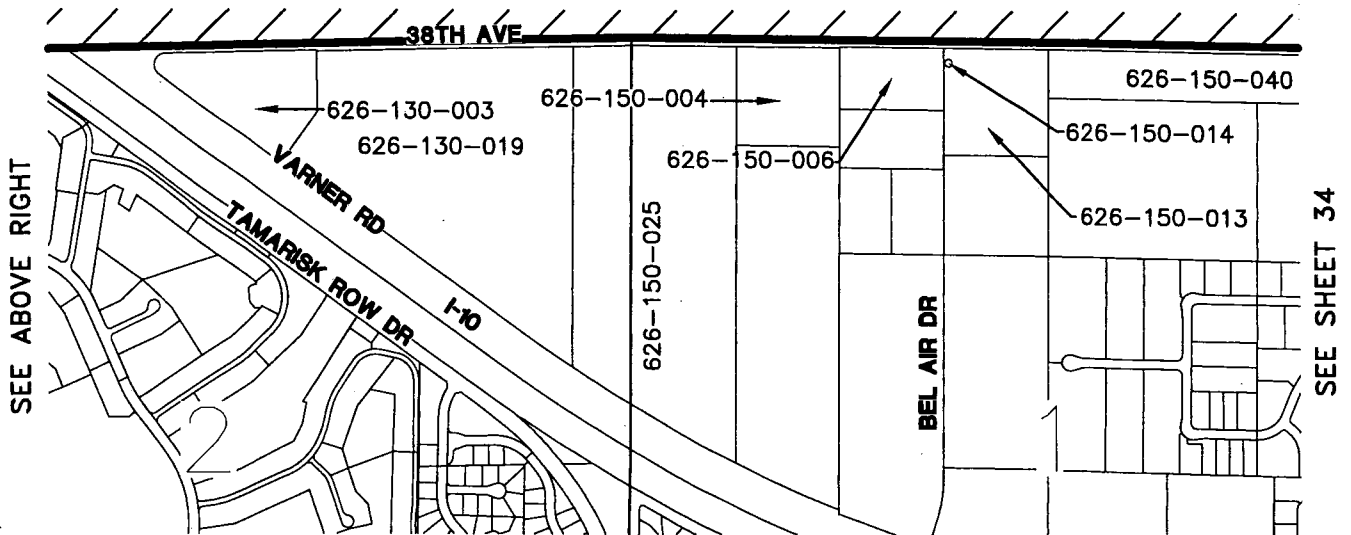 38TH AVE
626-150-040
626-130-003
626-150-004
626-150-014
626-130-019
626-150-006
VARNER RD
626-150-013
SEE ABOVE RIGHT
TAMARISK ROW DR
626-150-025
SEE SHEET 34
I-10
BEL AIR DR
2
1